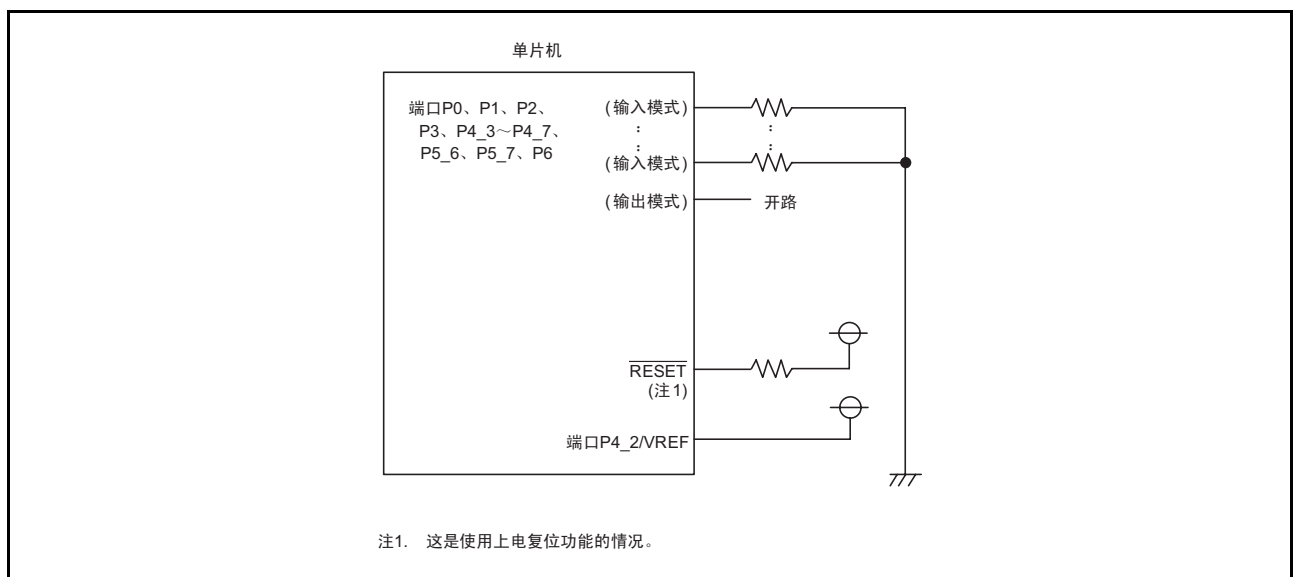 单片机
端口P0、P1、P2、
P3、P4_3～P4_7、
P5_6、P5_7、P6
(输入模式)
(输入模式)
(输出模式)
开路
RESET
(注1)
端口P4_2/VREF
注1. 这是使用上电复位功能的情况。